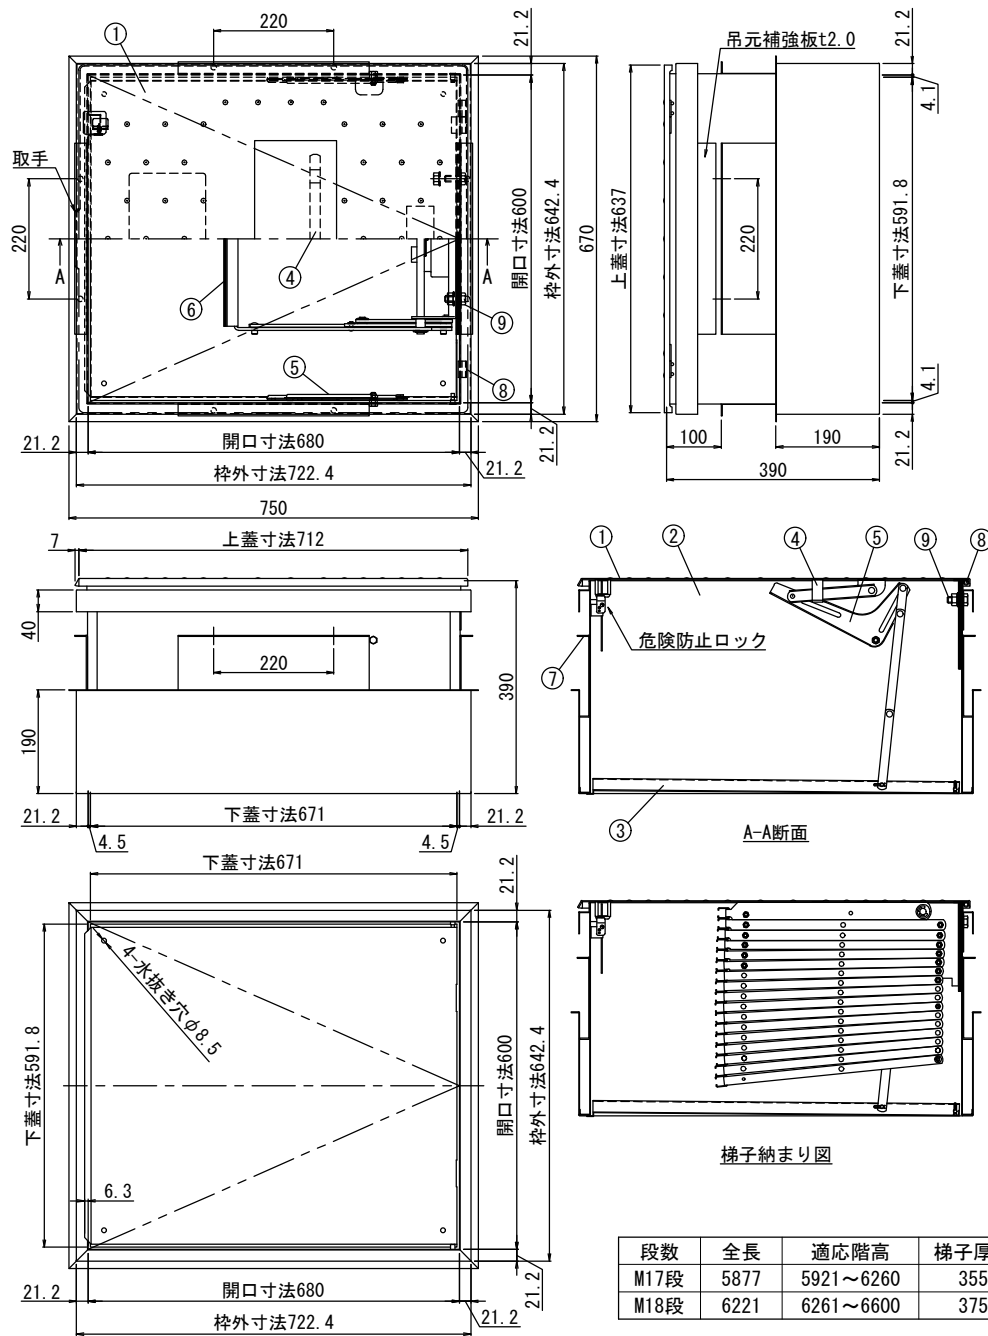 ①
220
21.2
取手
220
A
A
④
⑥
⑤
⑨
⑧
開口寸法600
枠外寸法642.4
670
21.2
開口寸法680
21.2
枠外寸法722.4
21.2
750
吊元補強板t2.0
21.2
4.1
上蓋寸法637
220
下蓋寸法591.8
4.1
21.2
100
190
390
7
上蓋寸法712
40
220
390
190
21.2
下蓋寸法671
21.2
4.5
4.5
①
②
④
⑤
⑨
⑧
危険防止ロック
⑦
③
A-A断面
下蓋寸法671
21.2
4-水抜き穴φ8.5
下蓋寸法591.8
開口寸法600
枠外寸法642.4
6.3
21.2
開口寸法680
21.2
21.2
枠外寸法722.4
梯子納まり図
段数 全長 適応階高 梯子厚
M17段 5877 5921～6260 355
M18段 6221 6261～6600 375